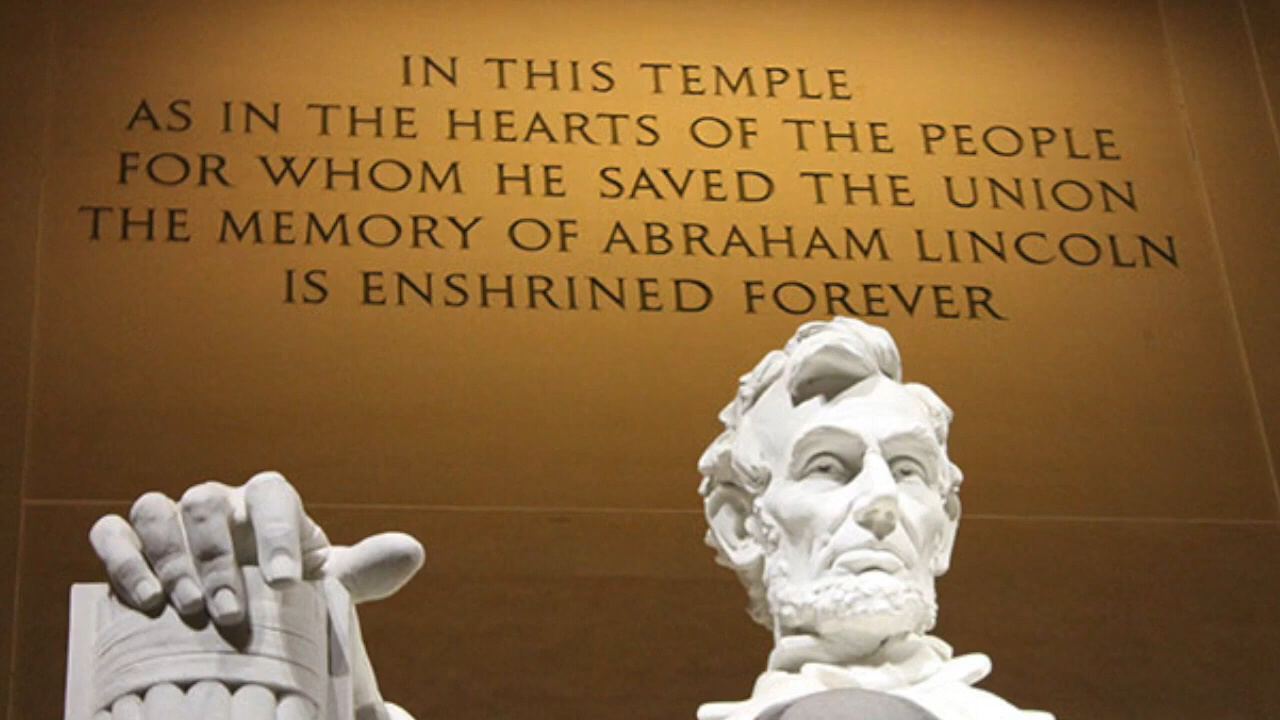 IN THIS TEMPLE
AS IN THE HEARTS OF THE PEOPLE
FOR WHOM HE SAVED THE UNION
THE MEMORY OF ABRAHAM LINCOLN
IS ENSHRINED FOREVER